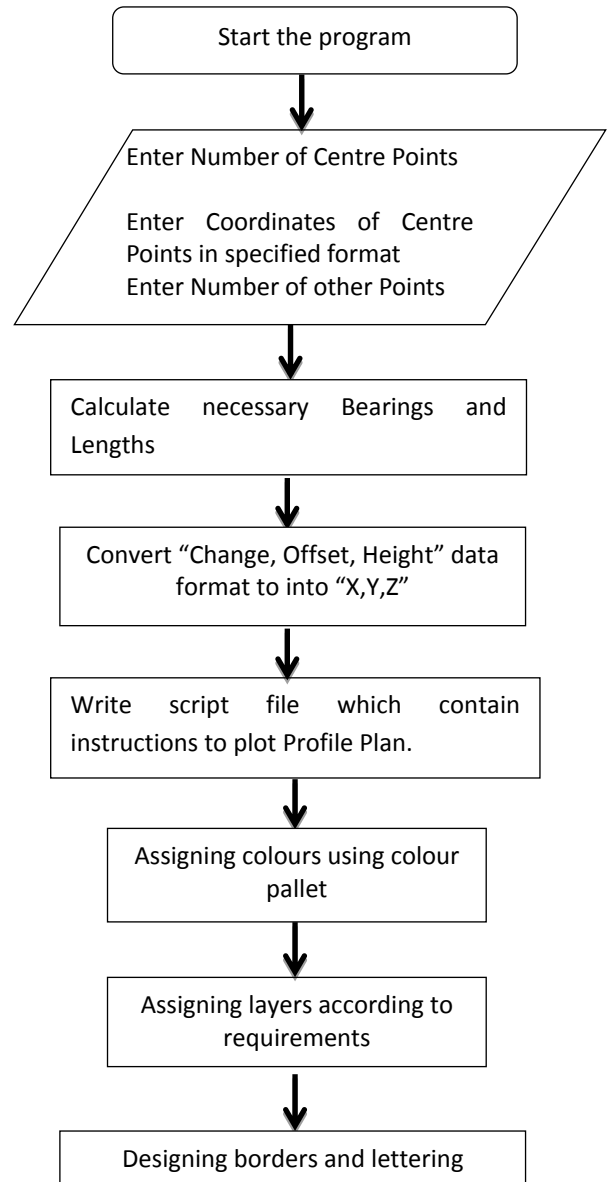 Start the program
Enter Number of Centre Points
Enter Coordinates of Centre
Points in specified format
Enter Number of other Points
Calculate necessary Bearings and
Lengths
Convert “Change, Offset, Height” data
format to into “X,Y,Z”
Write script file which contain
instructions to plot Profile Plan.
Assigning colours using colour
pallet
Assigning layers according to
requirements
Designing borders and lettering